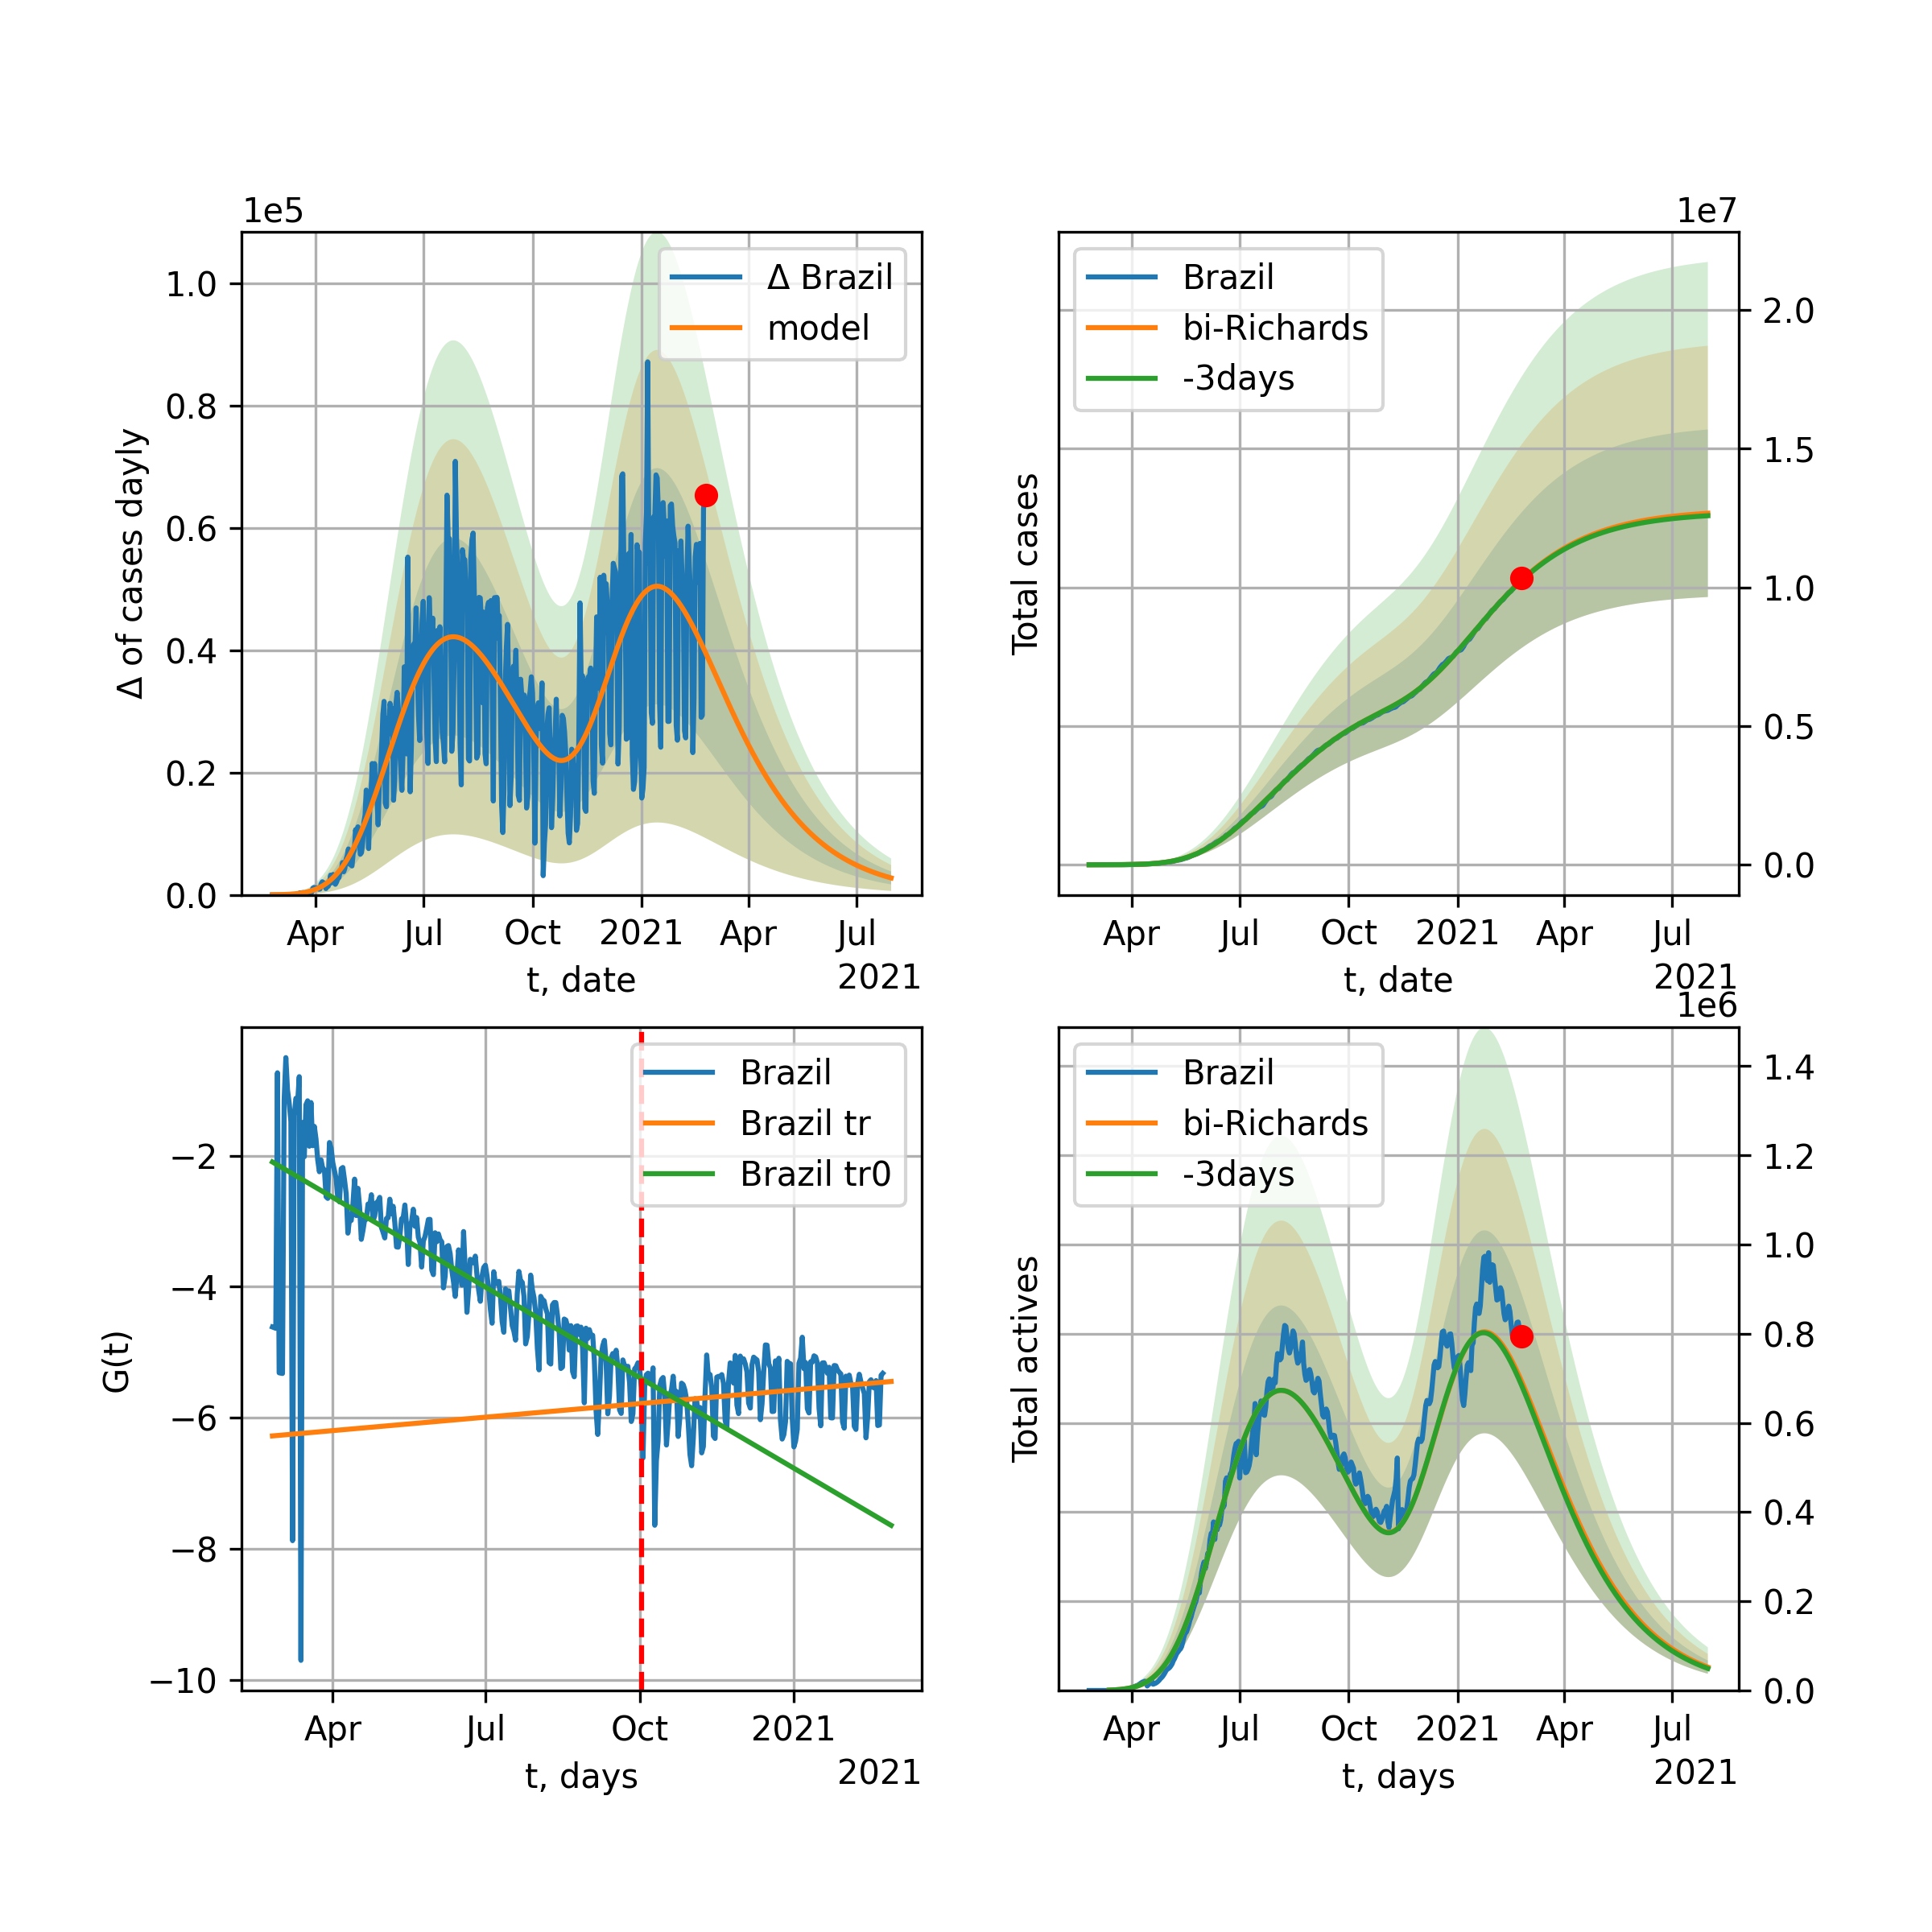 1e5
Δ of cases dayly
1.0
0.8
0.6
0.4
0.2
0.0
Δ Brazil
model
Apr Jul Oct 2021 Apr Jul
t, date
2021
1e7
Total cases
Brazil
bi-Richards
-3days
2.0
1.5
1.0
0.5
0.0
Apr Jul Oct 2021 Apr Jul
t, date
2021
G(t)
−2
−4
−6
−8
−10
Brazil
Brazil tr
Brazil tr0
Apr Jul Oct 2021
t, days
2021
1e6
Total actives
Brazil
bi-Richards
-3days
1.4
1.2
1.0
0.8
0.6
0.4
0.2
0.0
Apr Jul Oct 2021 Apr Jul
t, days
2021